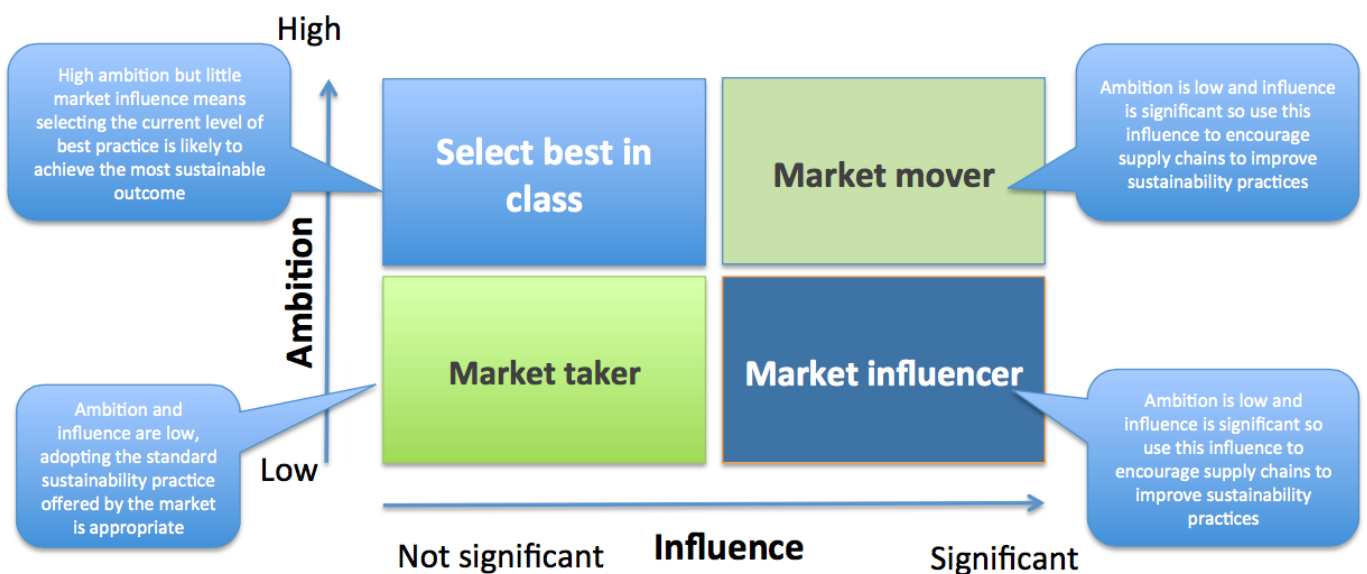 High
High ambition but little
market influence means
selecting the current level of
best practice is likely to
achieve the most sustainable
outcome
Select best in
class
Market mover
Ambition is low and influence
is significant so use this
influence to encourage
supply chains to improve
sustainability practices
Ambition
Market taker
Market influencer
Ambition and
influence are low,
adopting the standard
sustainability practice
offered by the market
is appropriate
Low
Ambition is low and
influence is significant so
use this influence to
encourage supply chains to
improve sustainability
practices
Not significant
Influence
Significant